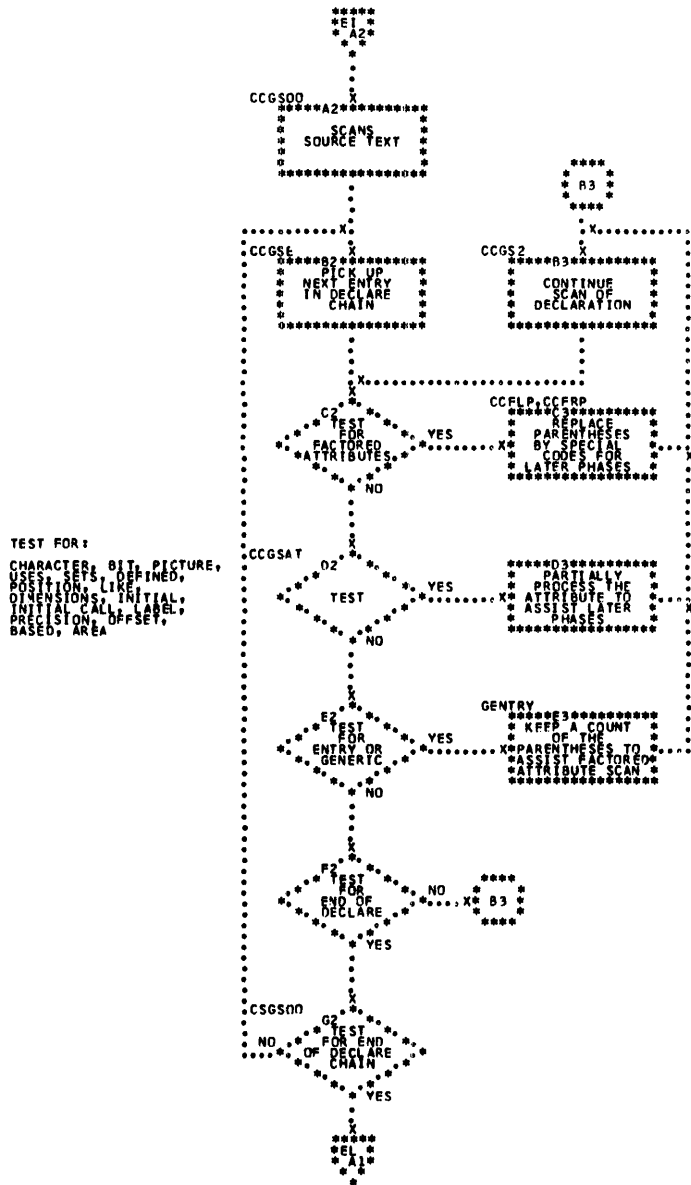 EI
A2
CCGSOO
A2
SCANS
SOURCE TEXT
B3
CCGSE
B2
PICK UP
NEXT ENTRY
IN DECLARE
CHAIN
CCGS2
B3
CONTINUE
SCAN OF
DECLARATION
C2
TEST
FOR
FACTORED
ATTRIBUTES
YES
NO
CCFLP,CCFRP
C3
REPLACE
PARENTHESES
BY SPECIAL
CODES FOR
LATER PHASES
TEST FOR:
CHARACTER, BIT, PICTURE,
USES, SETS, DEFINED,
POSITION, LIKE,
DIMENSIONS, INITIAL,
INITIAL CALL, LABEL,
PRECISION, OFFSET,
BASED, AREA
CCGSAT
D2
TEST
YES
NO
D3
PARTIALLY
PROCESS THE
ATTRIBUTE TO
ASSIST LATER
PHASES
E2
TEST
FOR
ENTRY OR
GENERIC
YES
NO
GENTRY
E3
KEEP A COUNT
OF THE
PARENTHESES TO
ASSIST FACTORED
ATTRIBUTE SCAN
F2
TEST
FOR
END OF
DECLARE
NO
B3
YES
CSGSOO
G2
TEST
FOR END
OF DECLARE
CHAIN
NO
YES
EL
A1